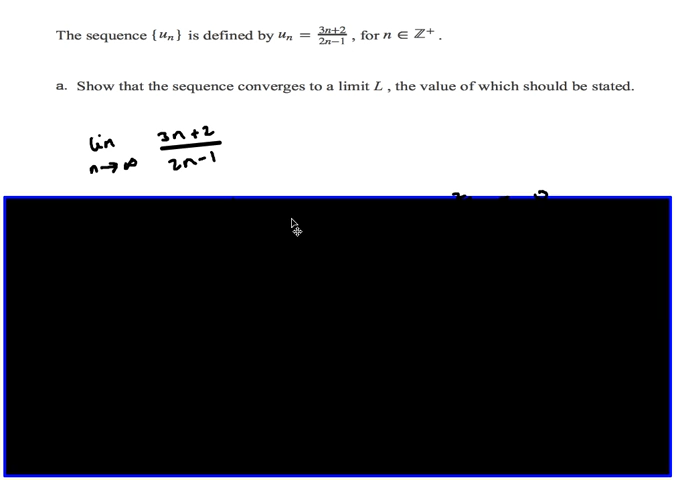 The sequence {uₙ} is defined by uₙ = (3n+2)/(2n−1) , for n ∈ ℤ⁺ .
a. Show that the sequence converges to a limit L , the value of which should be stated.
lim n→∞ (3n+2)/(2n−1)